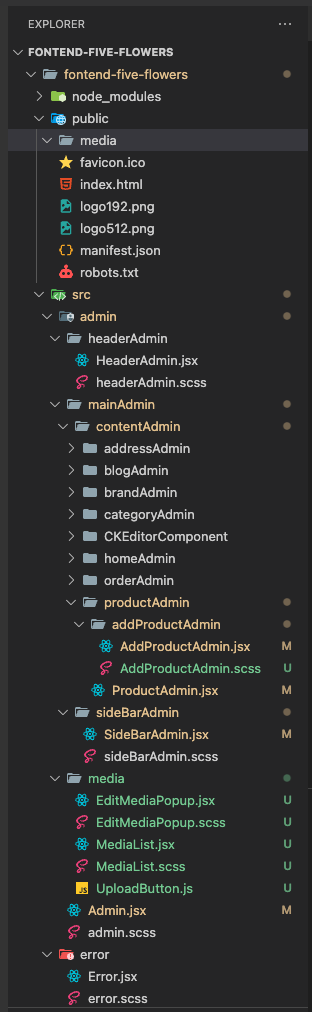 EXPLORER ...
FONTEND-FIVE-FLOWERS
fontend-five-flowers
node_modules
public
media
favicon.ico
index.html
logo192.png
logo512.png
manifest.json
robots.txt
src
admin
headerAdmin
HeaderAdmin.jsx
headerAdmin.scss
mainAdmin
contentAdmin
addressAdmin
blogAdmin
brandAdmin
categoryAdmin
CKEditorComponent
homeAdmin
orderAdmin
productAdmin
addProductAdmin
AddProductAdmin.jsx M
AddProductAdmin.scss U
ProductAdmin.jsx M
sideBarAdmin
SideBarAdmin.jsx M
sideBarAdmin.scss
media
EditMediaPopup.jsx U
EditMediaPopup.scss U
MediaList.jsx U
MediaList.scss U
JS UploadButton.js U
Admin.jsx M
admin.scss
error
Error.jsx
error.scss